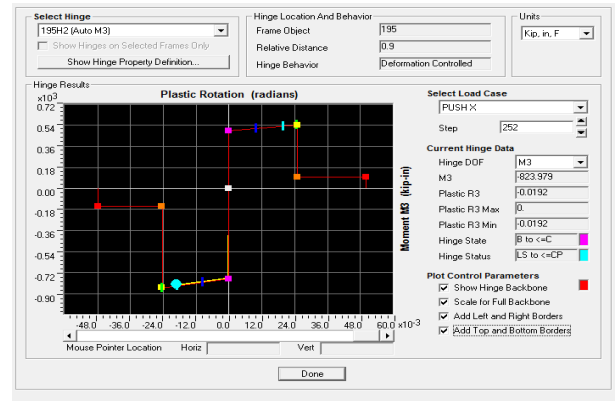 Select Hinge
195H2 (Auto M3)
Show Hinges on Selected Frames Only
Show Hinge Property Definition...
Hinge Location And Behavior
Frame Object 195
Relative Distance 0.9
Hinge Behavior Deformation Controlled
Units
Kip, in, F
Hinge Results
x10³
Plastic Rotation (radians)
0.72
0.54
0.36
0.18
0.00
-0.18
-0.36
-0.54
-0.72
-0.90
Moment M3 (kip-in)
-48.0 -36.0 -24.0 -12.0 0.0 12.0 24.0 36.0 48.0 60.0 x10⁻³
Mouse Pointer Location Horiz Vert
Select Load Case
PUSH X
Step 252
Current Hinge Data
Hinge DOF M3
M3 -823.979
Plastic R3 -0.0192
Plastic R3 Max 0.
Plastic R3 Min -0.0192
Hinge State B to <=C
Hinge Status LS to <=CP
Plot Control Parameters
Show Hinge Backbone
Scale for Full Backbone
Add Left and Right Borders
Add Top and Bottom Borders
Done